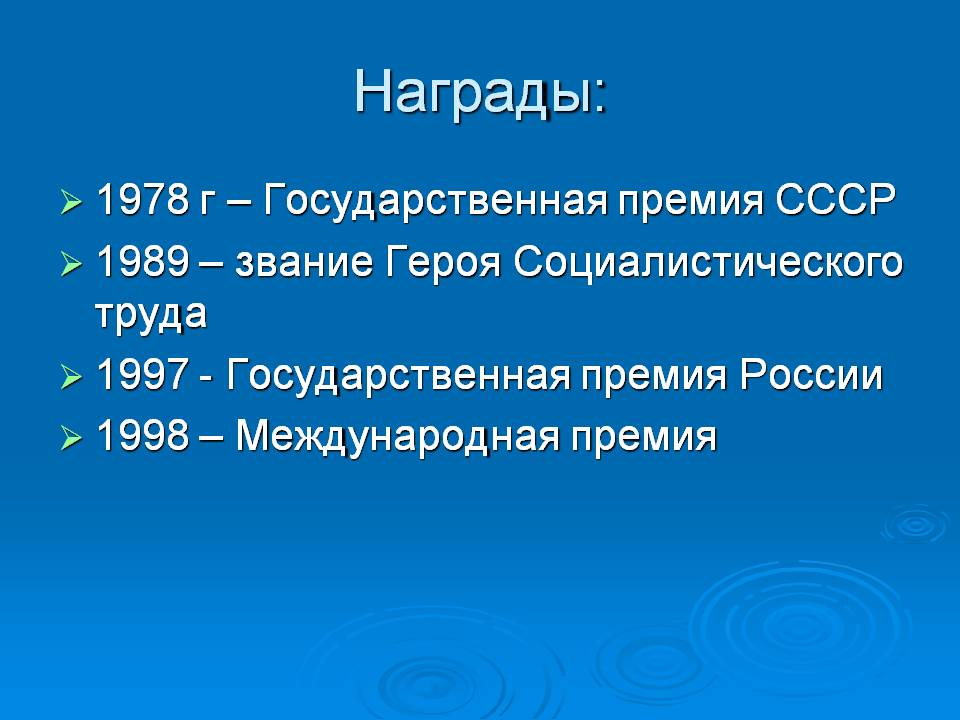 Награды:
1978 г – Государственная премия СССР
1989 – звание Героя Социалистического
труда
1997 - Государственная премия России
1998 – Международная премия